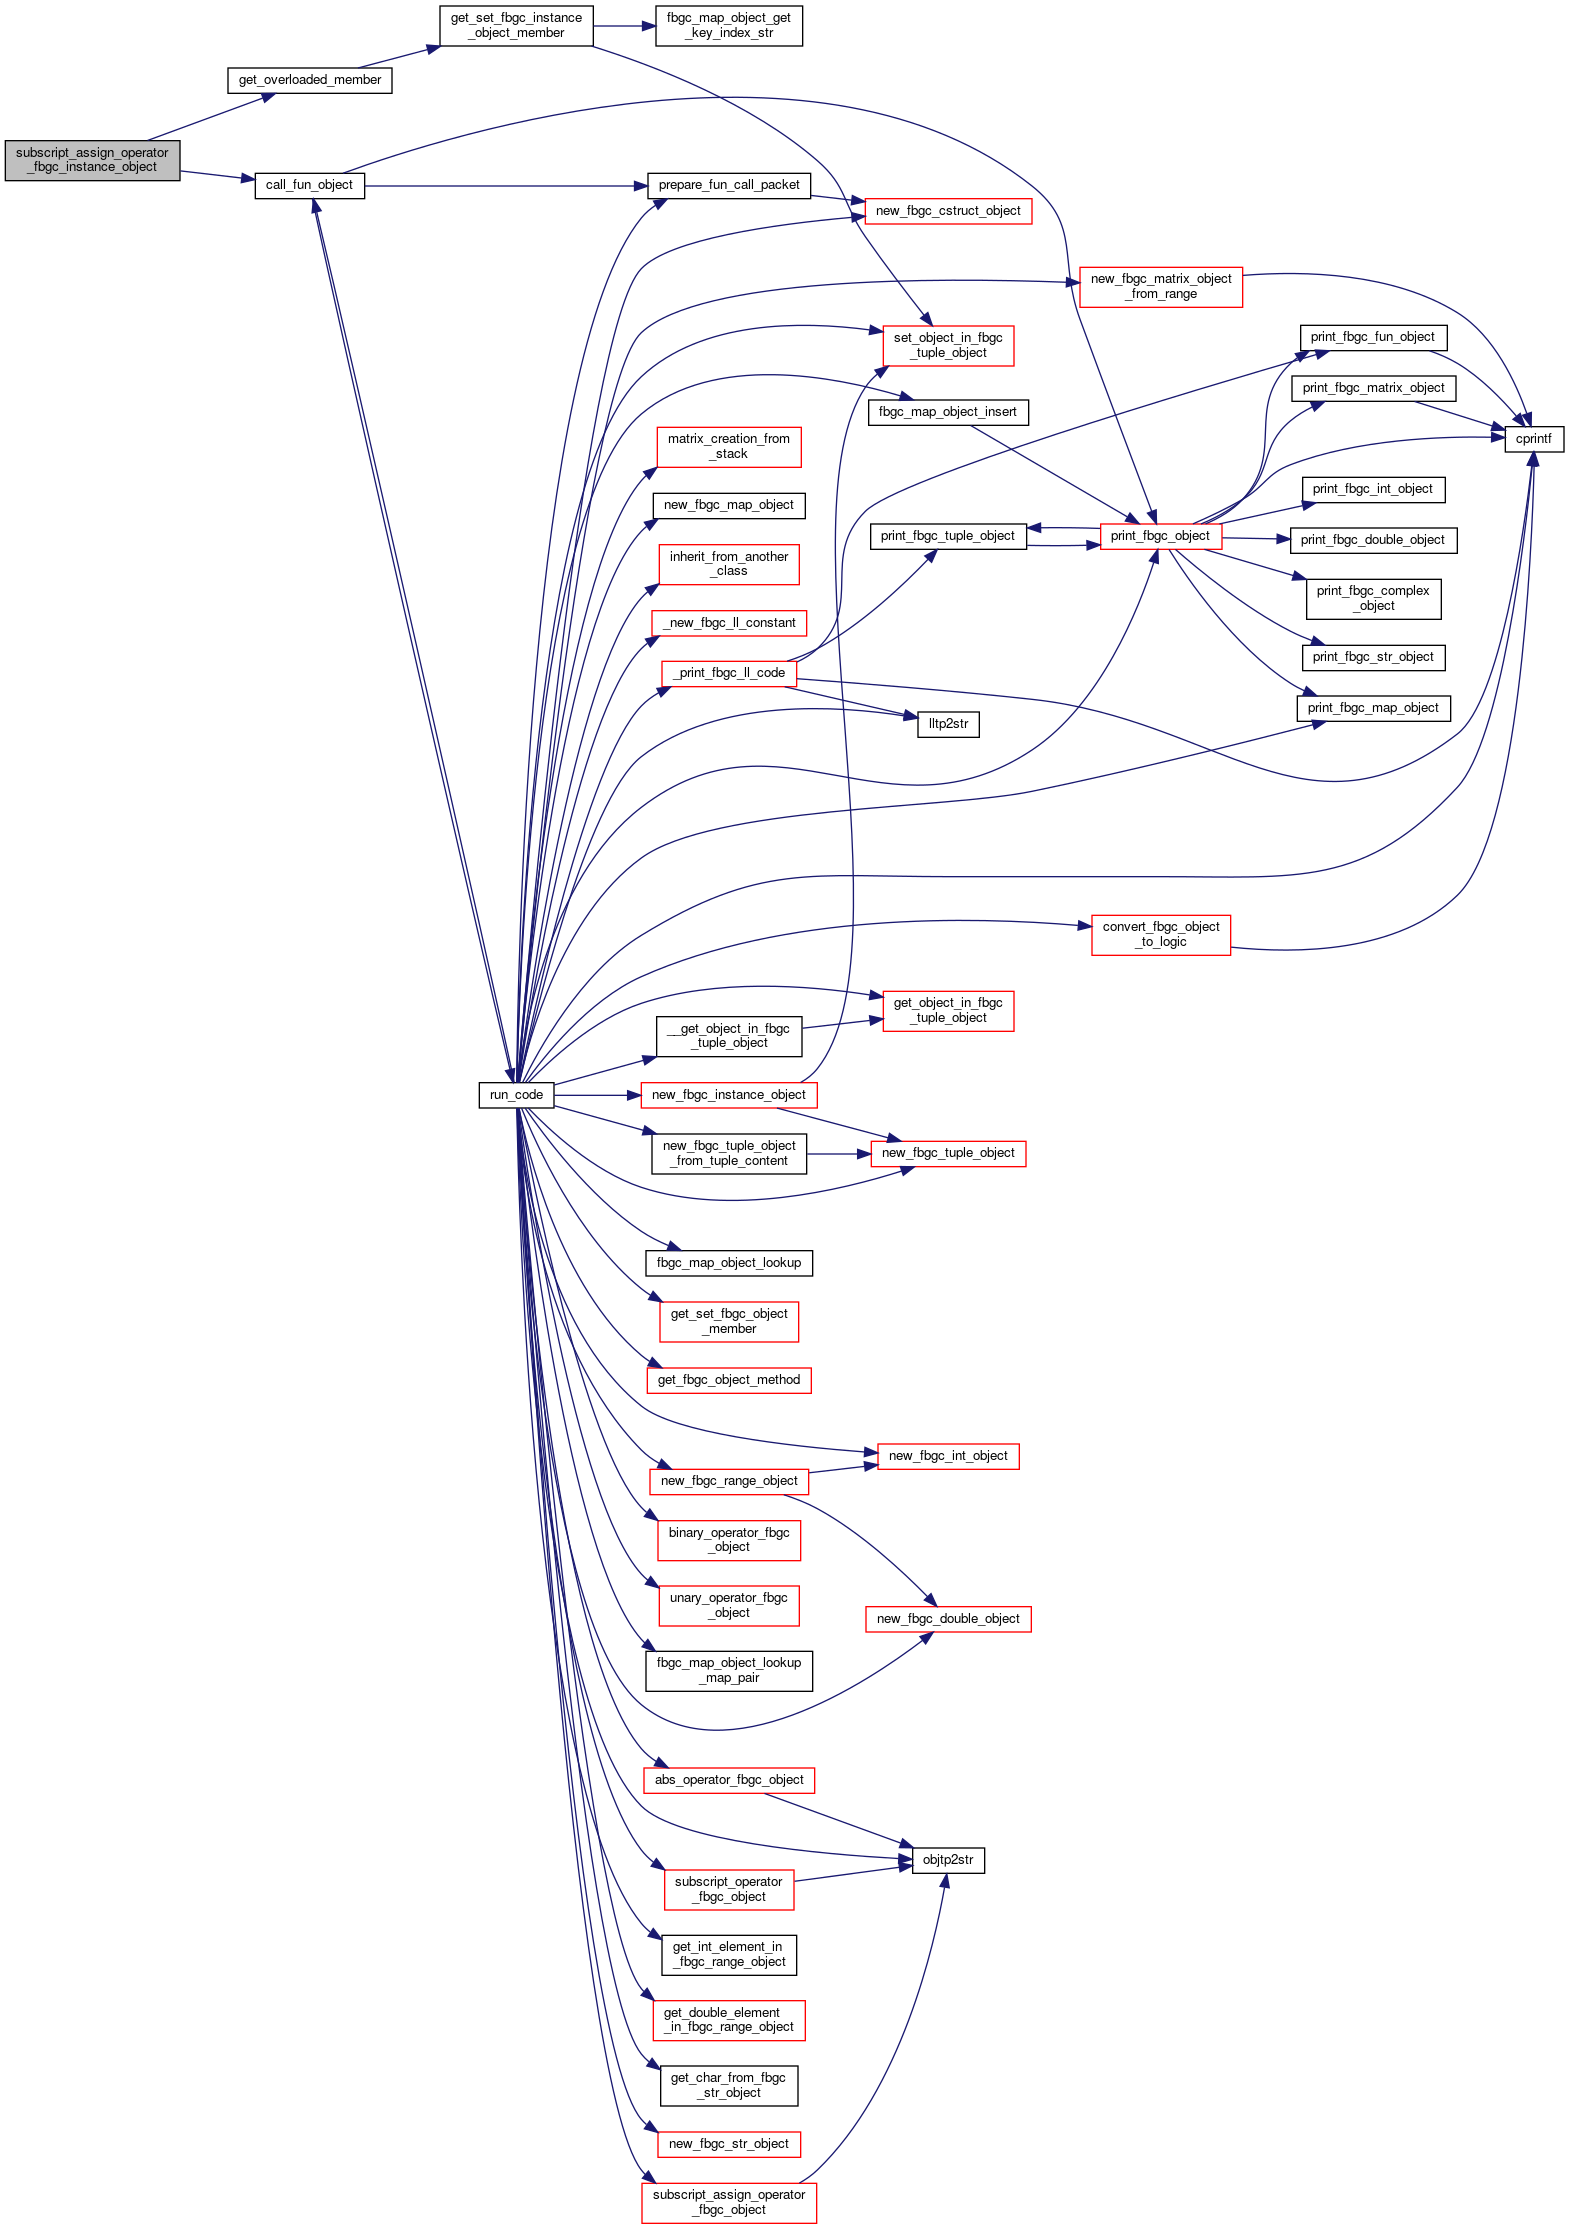 get_set_fbgc_instance
_object_member
fbgc_map_object_get
_key_index_str
get_overloaded_member
subscript_assign_operator
_fbgc_instance_object
call_fun_object
prepare_fun_call_packet
new_fbgc_cstruct_object
new_fbgc_matrix_object
_from_range
set_object_in_fbgc
_tuple_object
print_fbgc_fun_object
print_fbgc_matrix_object
fbgc_map_object_insert
cprintf
matrix_creation_from
_stack
print_fbgc_int_object
new_fbgc_map_object
print_fbgc_tuple_object
print_fbgc_object
print_fbgc_double_object
inherit_from_another
_class
print_fbgc_complex
_object
_new_fbgc_ll_constant
print_fbgc_str_object
_print_fbgc_ll_code
print_fbgc_map_object
lltp2str
convert_fbgc_object
_to_logic
get_object_in_fbgc
_tuple_object
__get_object_in_fbgc
_tuple_object
run_code
new_fbgc_instance_object
new_fbgc_tuple_object
_from_tuple_content
new_fbgc_tuple_object
fbgc_map_object_lookup
get_set_fbgc_object
_member
get_fbgc_object_method
new_fbgc_int_object
new_fbgc_range_object
binary_operator_fbgc
_object
unary_operator_fbgc
_object
new_fbgc_double_object
fbgc_map_object_lookup
_map_pair
abs_operator_fbgc_object
objtp2str
subscript_operator
_fbgc_object
get_int_element_in
_fbgc_range_object
get_double_element
_in_fbgc_range_object
get_char_from_fbgc
_str_object
new_fbgc_str_object
subscript_assign_operator
_fbgc_object